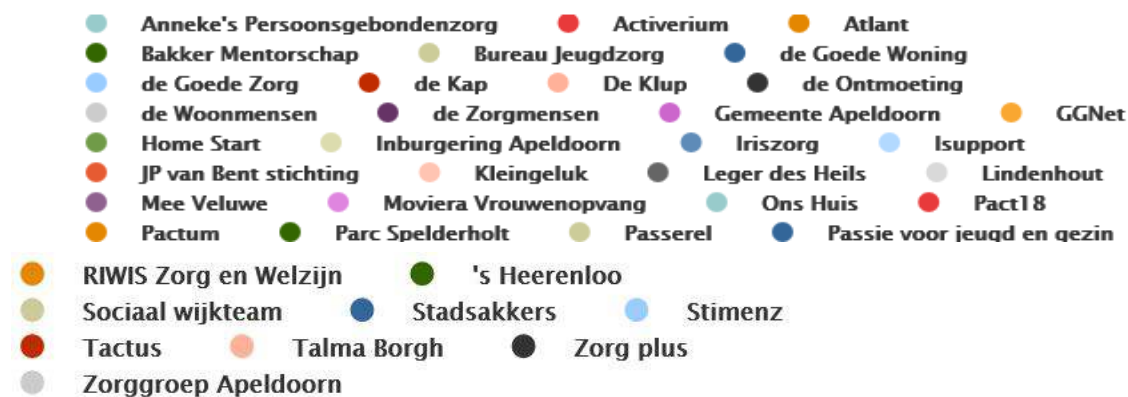 Anneke's Persoonsgebondenzorg Activerium Atlant
Bakker Mentorschap Bureau Jeugdzorg de Goede Woning
de Goede Zorg de Kap De Klup de Ontmoeting
de Woonmensen de Zorgmensen Gemeente Apeldoorn GGNet
Home Start Inburgering Apeldoorn Iriszorg Isupport
JP van Bent stichting Kleingeluk Leger des Heils Lindenhout
Mee Veluwe Moviera Vrouwenopvang Ons Huis Pact18
Pactum Parc Spelderholt Passerel Passie voor jeugd en gezin
RIWIS Zorg en Welzijn 's Heerenloo
Sociaal wijkteam Stadsakkers Stimenz
Tactus Talma Borgh Zorg plus
Zorggroep Apeldoorn